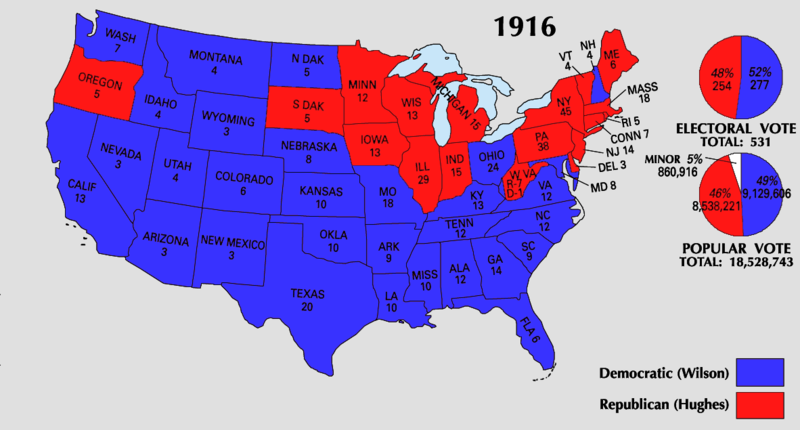 1916
WASH
7
OREGON
5
CALIF
13
NEVADA
3
IDAHO
4
MONTANA
4
WYOMING
3
UTAH
4
COLORADO
6
ARIZONA
3
NEW MEXICO
3
N DAK
5
S DAK
5
NEBRASKA
8
KANSAS
10
OKLA
10
TEXAS
20
MINN
12
IOWA
13
MO
18
ARK
9
LA
10
WIS
13
ILL
29
MICHIGAN 15
IND
15
OHIO
24
KY
13
TENN
12
MISS
10
ALA
12
GA
14
FLA 6
SC
9
NC
12
VA
12
W VA
R-7
D-1
PA
38
NY
45
VT
4
NH
4
ME
6
MASS
18
RI 5
CONN 7
NJ 14
DEL 3
MD 8
48%
254
52%
277
ELECTORAL VOTE
TOTAL: 531
MINOR 5%
860,916
46%
8,538,221
49%
9,129,606
POPULAR VOTE
TOTAL: 18,528,743
Democratic (Wilson)
Republican (Hughes)